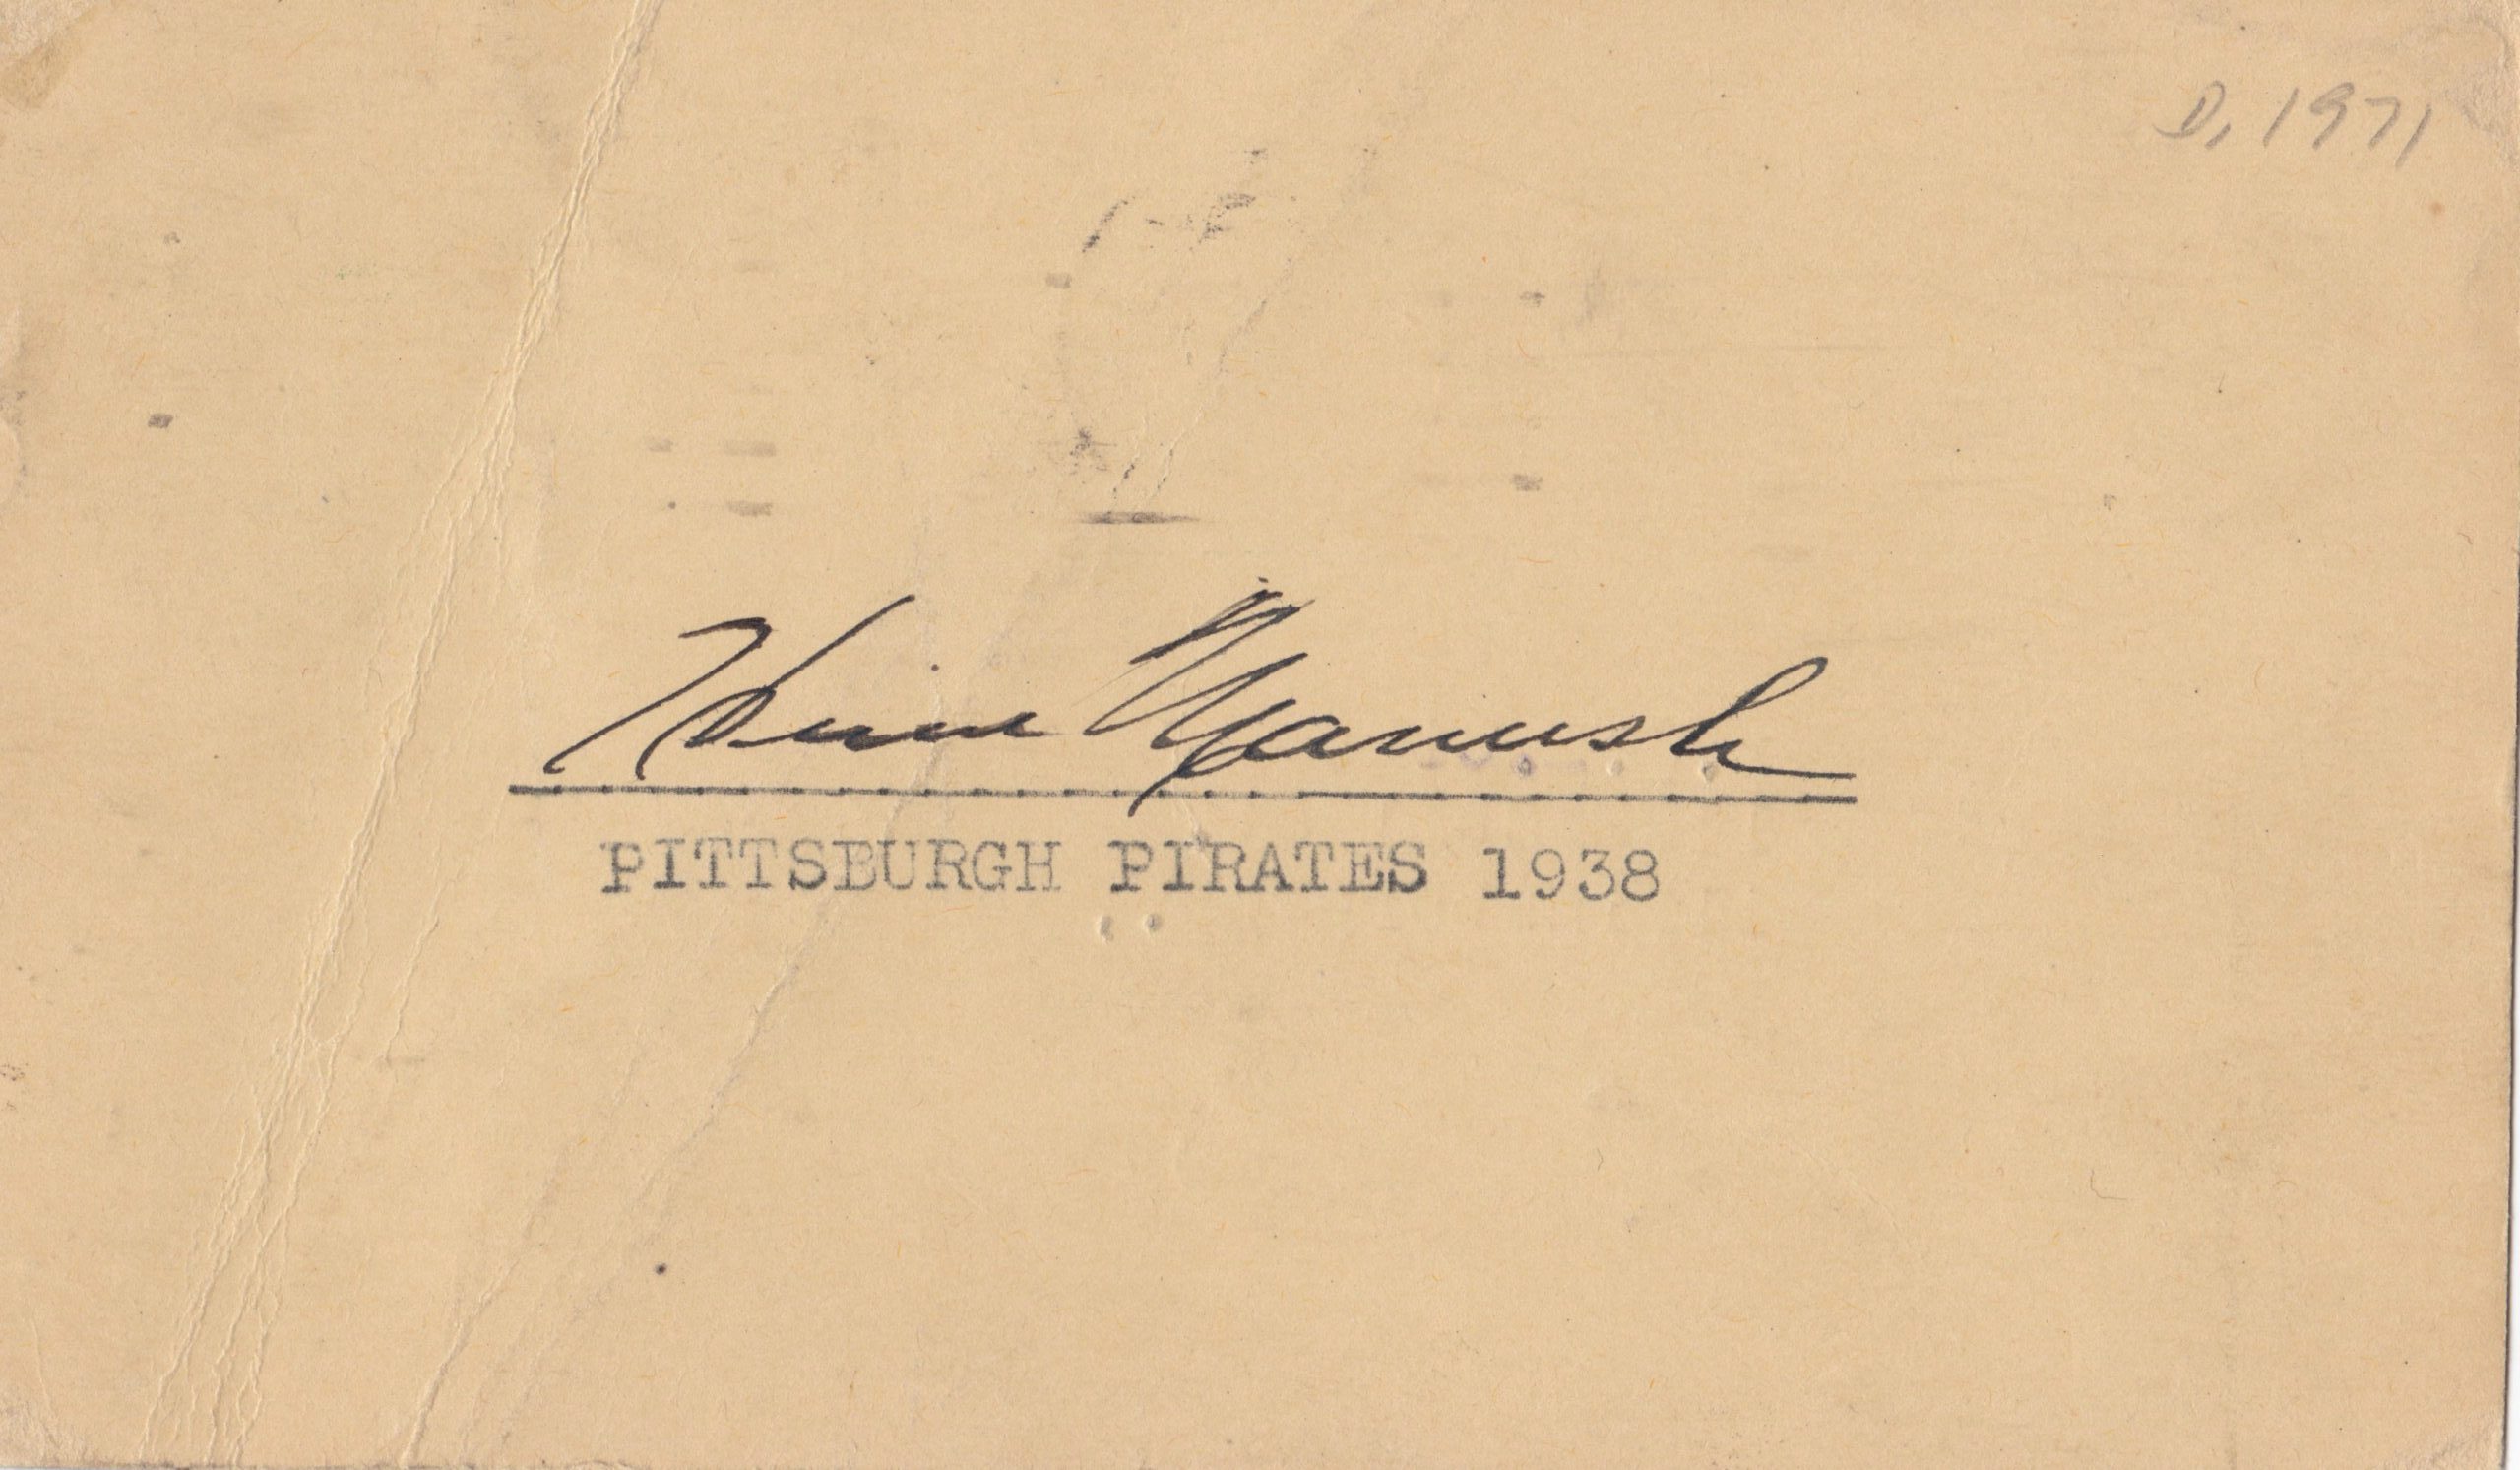 D. 1971
Heinie Manush
PITTSBURGH PIRATES 1938